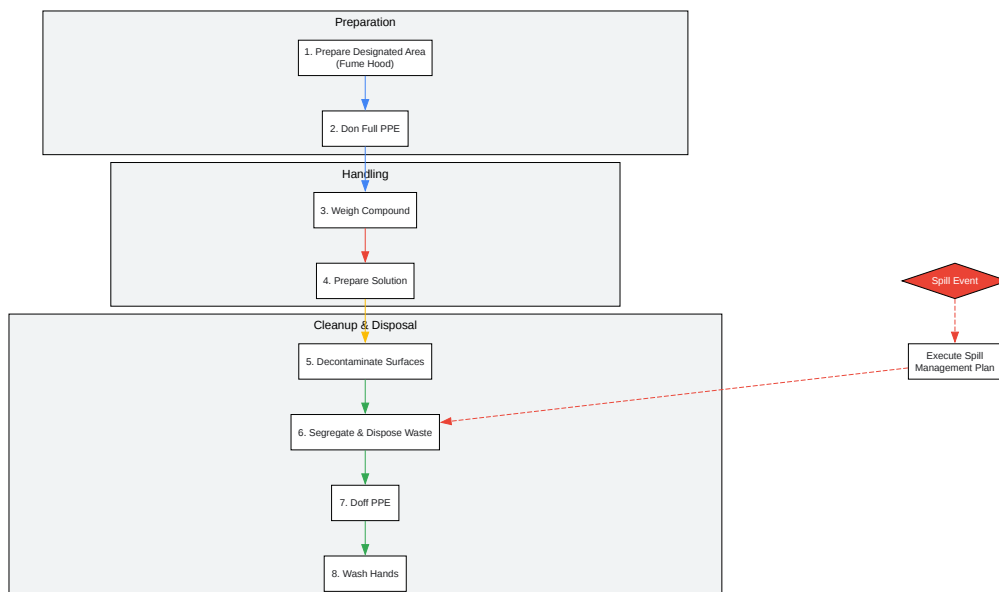 Preparation
1. Prepare Designated Area
(Fume Hood)
2. Don Full PPE
Handling
3. Weigh Compound
4. Prepare Solution
Spill Event
Cleanup & Disposal
5. Decontaminate Surfaces
Execute Spill
Management Plan
6. Segregate & Dispose Waste
7. Doff PPE
8. Wash Hands